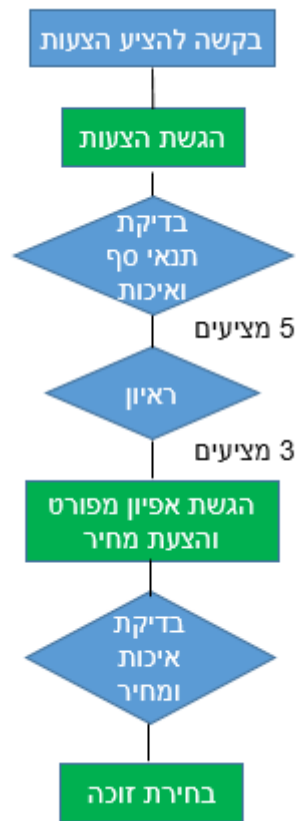 בקשה להציע הצעות
הגשת הצעות
בדיקת
תנאי סף
ואיכות
5 מציעים
ראיון
3 מציעים
הגשת אפיון מפורט
והצעת מחיר
בדיקת
איכות
ומחיר
בחירת זוכה